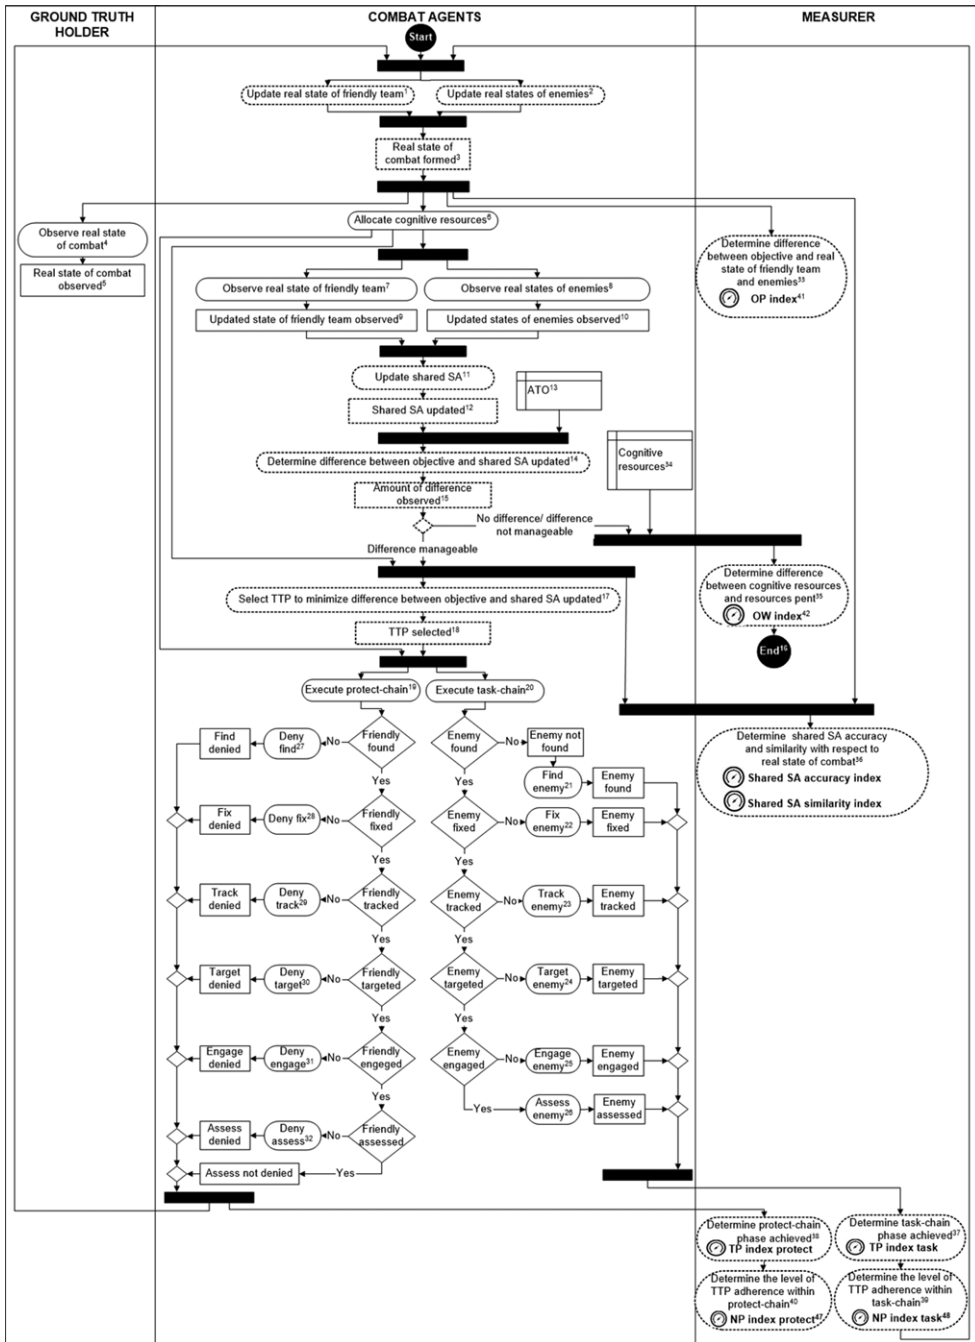 GROUND TRUTH
HOLDER
COMBAT AGENTS
MEASURER
Start
Update real state of friendly team¹
Update real states of enemies²
Real state of
combat formed³
Allocate cognitive resources⁶
Observe real state
of combat⁴
Real state of combat
observed⁵
Determine difference
between objective and real
state of friendly team
and enemies³³
OP index⁴¹
Observe real state of friendly team⁷
Observe real states of enemies⁸
Updated state of friendly team observed⁹
Updated states of enemies observed¹⁰
Update shared SA¹¹
ATO¹³
Shared SA updated¹²
Cognitive
resources³⁴
Determine difference between objective and shared SA updated¹⁴
Amount of difference
observed¹⁵
No difference/ difference
not manageable
Difference manageable
Determine difference
between cognitive resources
and resources pent³⁵
OW index⁴²
End¹⁶
Select TTP to minimize difference between objective and shared SA updated¹⁷
TTP selected¹⁸
Execute protect-chain¹⁹
Execute task-chain²⁰
Determine shared SA accuracy
and similarity with respect to
real state of combat³⁶
Shared SA accuracy index
Shared SA similarity index
Find
denied
Deny
find²⁷
No
Friendly
found
Enemy
found
No
Enemy not
found
Find
enemy²¹
Enemy
found
Yes
Yes
Fix
denied
Deny fix²⁸
No
Friendly
fixed
Enemy
fixed
No
Fix
enemy²²
Enemy
fixed
Yes
Yes
Track
denied
Deny
track²⁹
No
Friendly
tracked
Enemy
tracked
No
Track
enemy²³
Enemy
tracked
Yes
Yes
Target
denied
Deny
target³⁰
No
Friendly
targeted
Enemy
targeted
No
Target
enemy²⁴
Enemy
targeted
Yes
Yes
Engage
denied
Deny
engage³¹
No
Friendly
engeged
Enemy
engaged
No
Engage
enemy²⁵
Enemy
engaged
Yes
Yes
Assess
enemy²⁶
Enemy
assessed
Assess
denied
Deny
assess³²
No
Friendly
assessed
Assess not denied
Yes
Determine protect-chain
phase achieved³⁸
TP index protect
Determine task-chain
phase achieved³⁷
TP index task
Determine the level of
TTP adherence within
protect-chain⁴⁰
NP index protect⁴⁷
Determine the level of
TTP adherence within
task-chain³⁹
NP index task⁴⁸